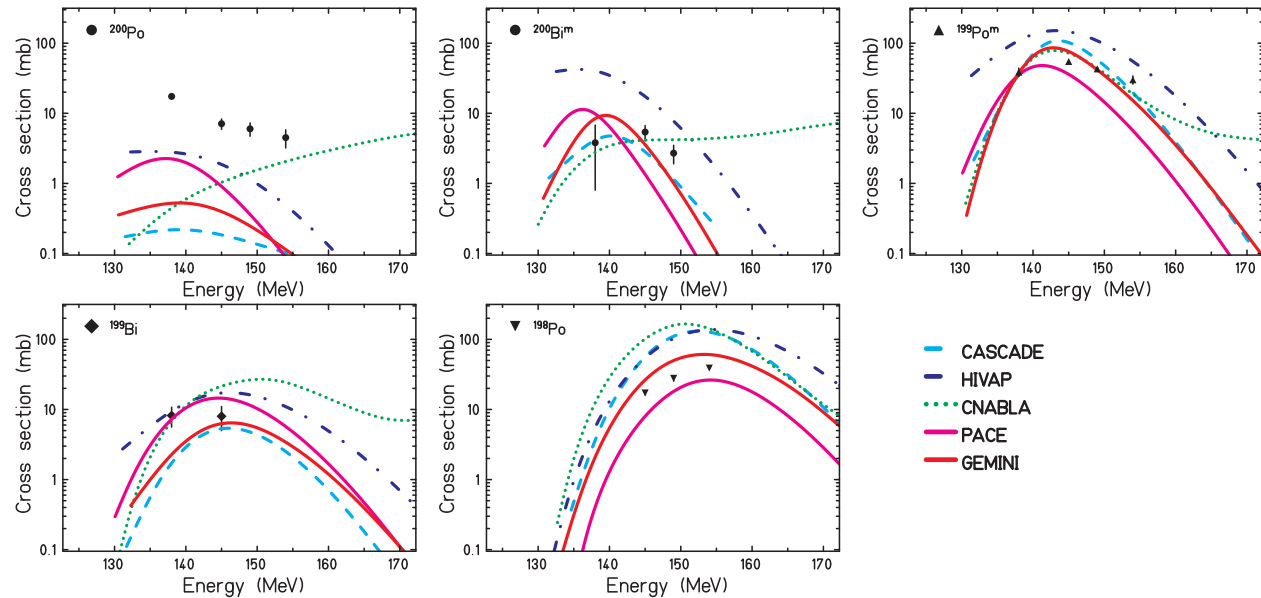 ²⁰⁰Po
Cross section (mb)
100
10
1
0.1
130 140 150 160 170
Energy (MeV)
²⁰⁰Biᵐ
Cross section (mb)
100
10
1
0.1
130 140 150 160 170
Energy (MeV)
¹⁹⁹Poᵐ
Cross section (mb)
100
10
1
0.1
130 140 150 160 170
Energy (MeV)
¹⁹⁹Bi
Cross section (mb)
100
10
1
0.1
130 140 150 160 170
Energy (MeV)
¹⁹⁸Po
Cross section (mb)
100
10
1
0.1
130 140 150 160 170
Energy (MeV)
CASCADE
HIVAP
CNABLA
PACE
GEMINI